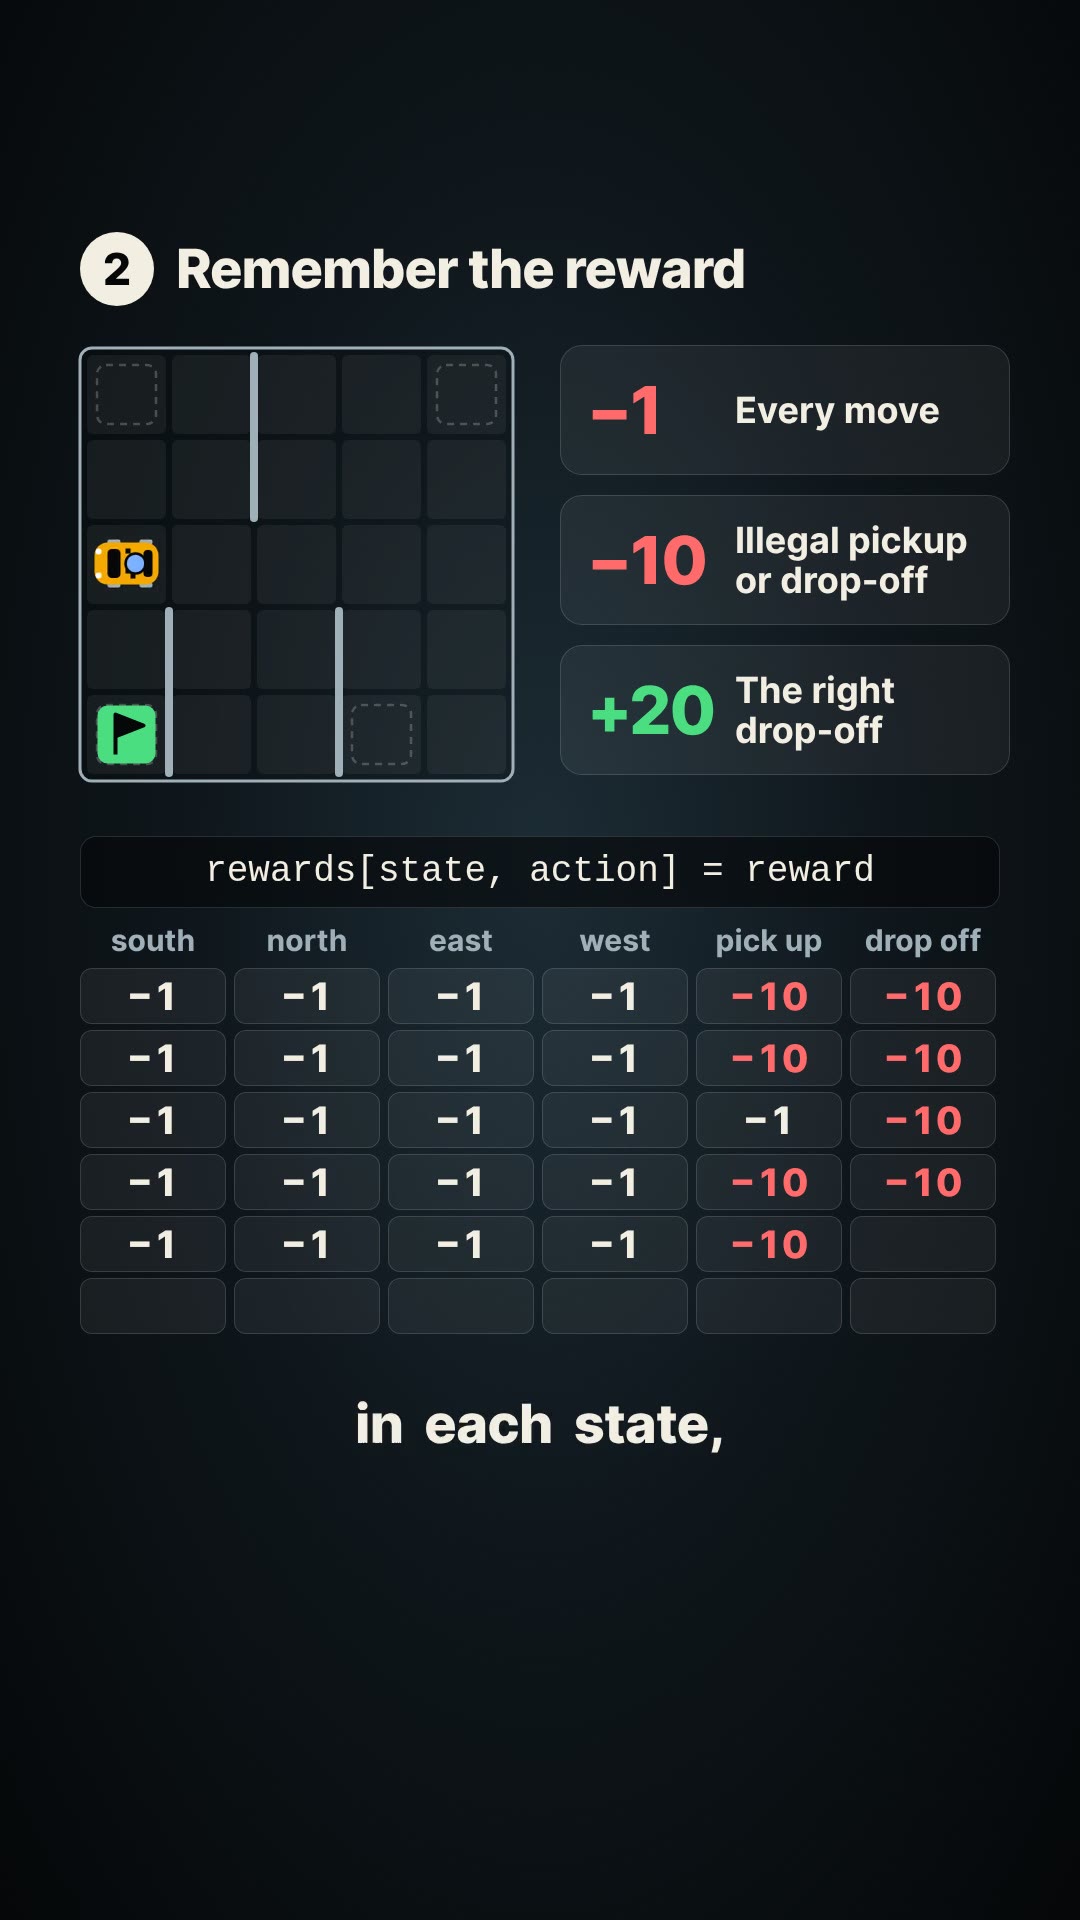 2 Remember the reward
−1 Every move
−10 Illegal pickup
or drop-off
+20 The right
drop-off
rewards[state, action] = reward
south north east west pick up drop off
−1 −1 −1 −1 −10 −10
−1 −1 −1 −1 −10 −10
−1 −1 −1 −1 −1 −10
−1 −1 −1 −1 −10 −10
−1 −1 −1 −1 −10
in each state,